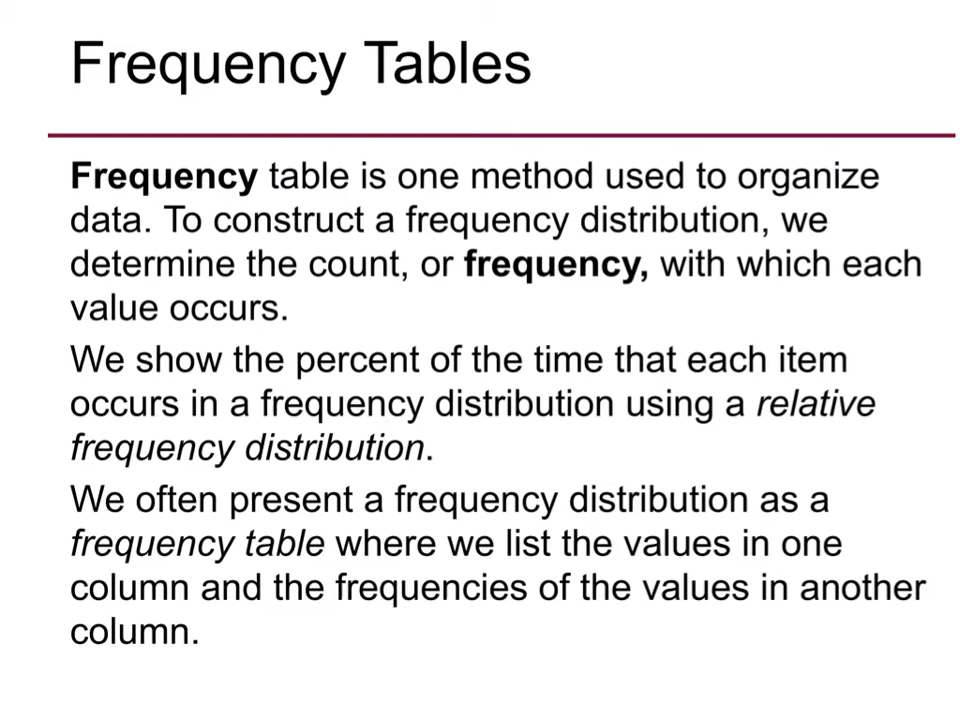 Frequency Tables
Frequency table is one method used to organize
data. To construct a frequency distribution, we
determine the count, or frequency, with which each
value occurs.
We show the percent of the time that each item
occurs in a frequency distribution using a relative
frequency distribution.
We often present a frequency distribution as a
frequency table where we list the values in one
column and the frequencies of the values in another
column.